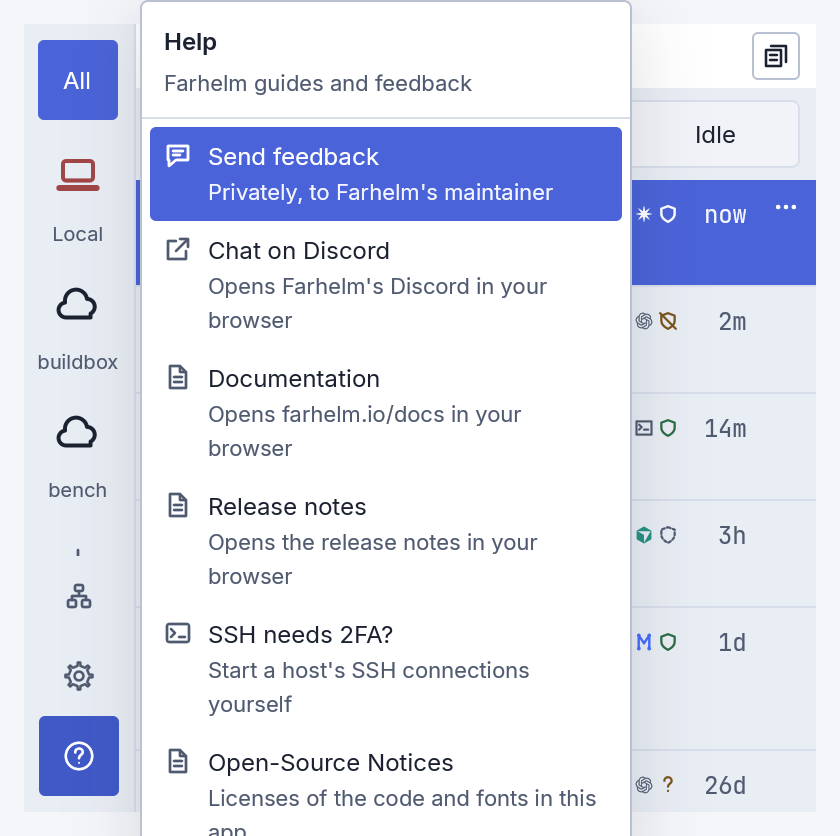 All
Local
buildbox
bench
Help
Farhelm guides and feedback
Send feedback
Privately, to Farhelm's maintainer
Chat on Discord
Opens Farhelm's Discord in your
browser
Documentation
Opens farhelm.io/docs in your
browser
Release notes
Opens the release notes in your
browser
SSH needs 2FA?
Start a host's SSH connections
yourself
Open-Source Notices
Licenses of the code and fonts in this
app
Idle
now
2m
14m
3h
1d
? 26d